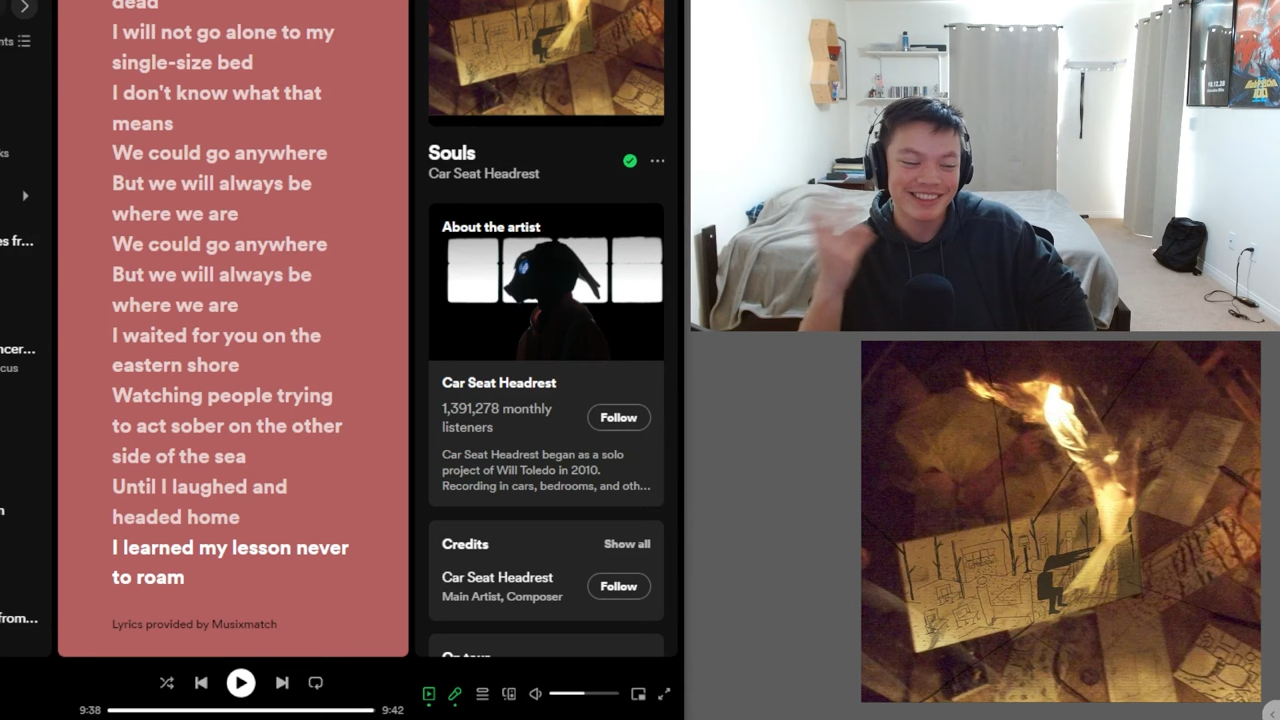 dead
I will not go alone to my
single-size bed
I don't know what that
means
We could go anywhere
But we will always be
where we are
We could go anywhere
But we will always be
where we are
I waited for you on the
eastern shore
Watching people trying
to act sober on the other
side of the sea
Until I laughed and
headed home
I learned my lesson never
to roam
Lyrics provided by Musixmatch
9:38
9:42
Souls
Car Seat Headrest
About the artist
Car Seat Headrest
1,391,278 monthly
listeners
Follow
Car Seat Headrest began as a solo
project of Will Toledo in 2010.
Recording in cars, bedrooms, and oth...
Credits
Show all
Car Seat Headrest
Main Artist, Composer
Follow